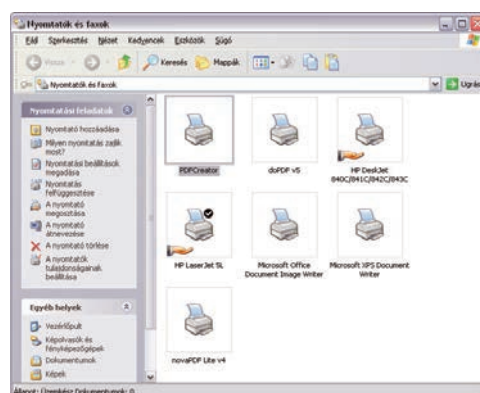 Nyomtatók és faxok
Fájl Szerkesztés Nézet Kedvencek Eszközök Súgó
Vissza Keresés Mappák
Nyomtatók és faxok Ugrás
Nyomtatási feladatok
Nyomtató hozzáadása
Milyen nyomtatás zajlik
most?
Nyomtatási beállítások
megadása
Nyomtatás
felfüggesztése
A nyomtató
megosztása
A nyomtató
átnevezése
A nyomtató törlése
A nyomtatók
tulajdonságainak
beállítása
Egyéb helyek
Vezérlőpult
Képolvasók és
fényképezőgépek
Dokumentumok
Képek
PDFCreator
doPDF v5
HP DeskJet
840C/841C/842C/843C
HP LaserJet 5L
Microsoft Office
Document Image Writer
Microsoft XPS Document
Writer
novaPDF Lite v4
Állapot: Üzemkész Dokumentumok: 0